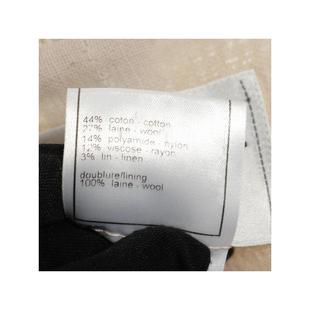 44% coton - cotton
27% laine - wool
14% polyamide - nylon
12% viscose - rayon
3% lin - linen
doublure/lining
100% laine - wool